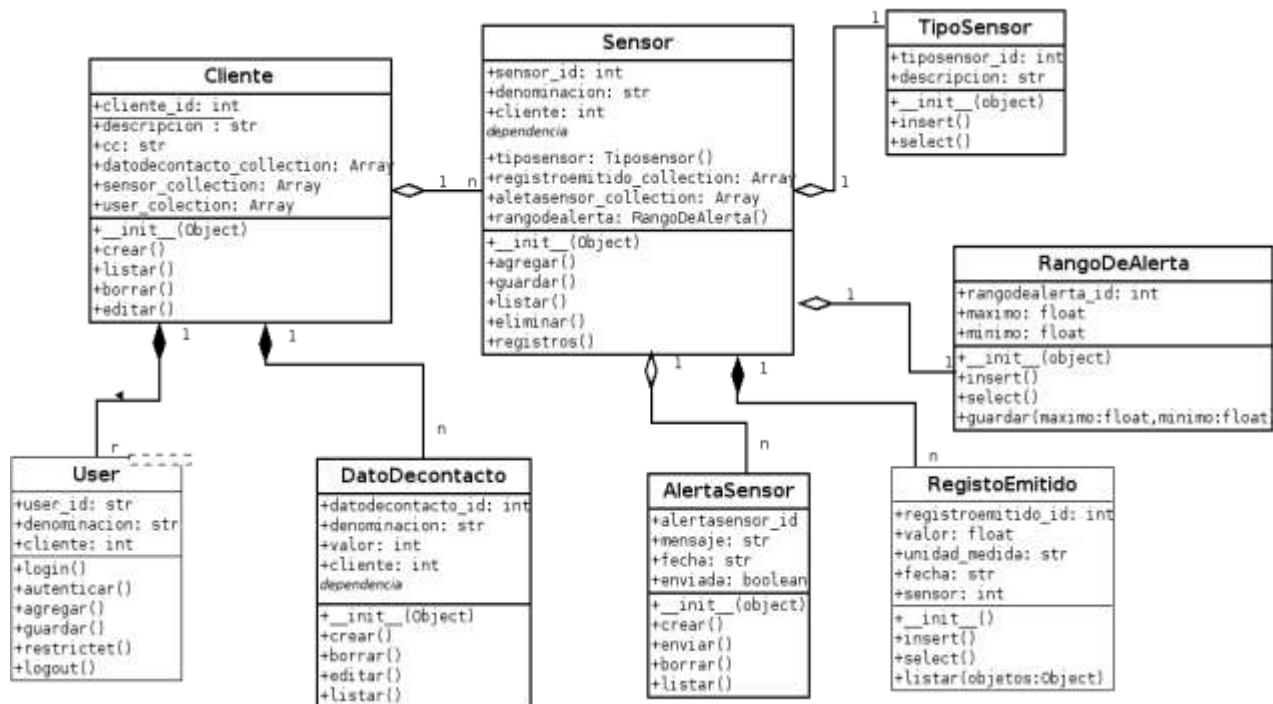 Cliente
+cliente_id: int
+descripcion : str
+cc: str
+datodecontacto_collection: Array
+sensor_collection: Array
+user_colection: Array
+__init__(Object)
+crear()
+listar()
+borrar()
+editar()
1
n
1
1
Sensor
+sensor_id: int
+denominacion: str
+cliente: int
dependencia
+tiposensor: Tiposensor()
+registroemitido_collection: Array
+aletasensor_collection: Array
+rangodealerta: RangoDeAlerta()
+__init__(Object)
+agregar()
+guardar()
+listar()
+eliminar()
+registros()
1
1
1
1
1
1
TipoSensor
+tiposensor_id: int
+descripcion: str
+__init__(object)
+insert()
+select()
RangoDeAlerta
+rangodealerta_id: int
+maximo: float
+minimo: float
+__init__(object)
+insert()
+select()
+guardar(maximo:float,minimo:float)
r
User
+user_id: str
+denominacion: str
+cliente: int
+login()
+autenticar()
+agregar()
+guardar()
+restrictet()
+logout()
n
DatoDecontacto
+datodecontacto_id: int
+denominacion: str
+valor: int
+cliente: int
dependencia
+__init__(Object)
+crear()
+borrar()
+editar()
+listar()
n
AlertaSensor
+alertasensor_id
+mensaje: str
+fecha: str
+enviada: boolean
+__init__(object)
+crear()
+enviar()
+borrar()
+listar()
n
RegistoEmitido
+registroemitido_id: int
+valor: float
+unidad_medida: str
+fecha: str
+sensor: int
+__init__()
+insert()
+select()
+listar(objetos:Object)